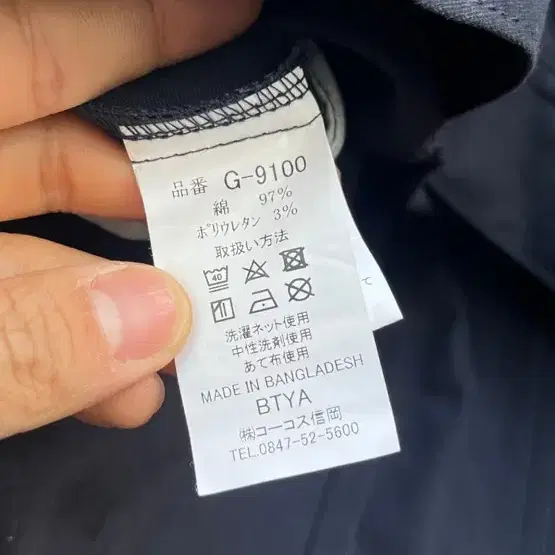 品番 G-9100
綿 97%
ポリウレタン 3%
取扱い方法
40
洗濯ネット使用
中性洗剤使用
あて布使用
MADE IN BANGLADESH
BTYA
㈱コーコス信岡
TEL.0847-52-5600
て